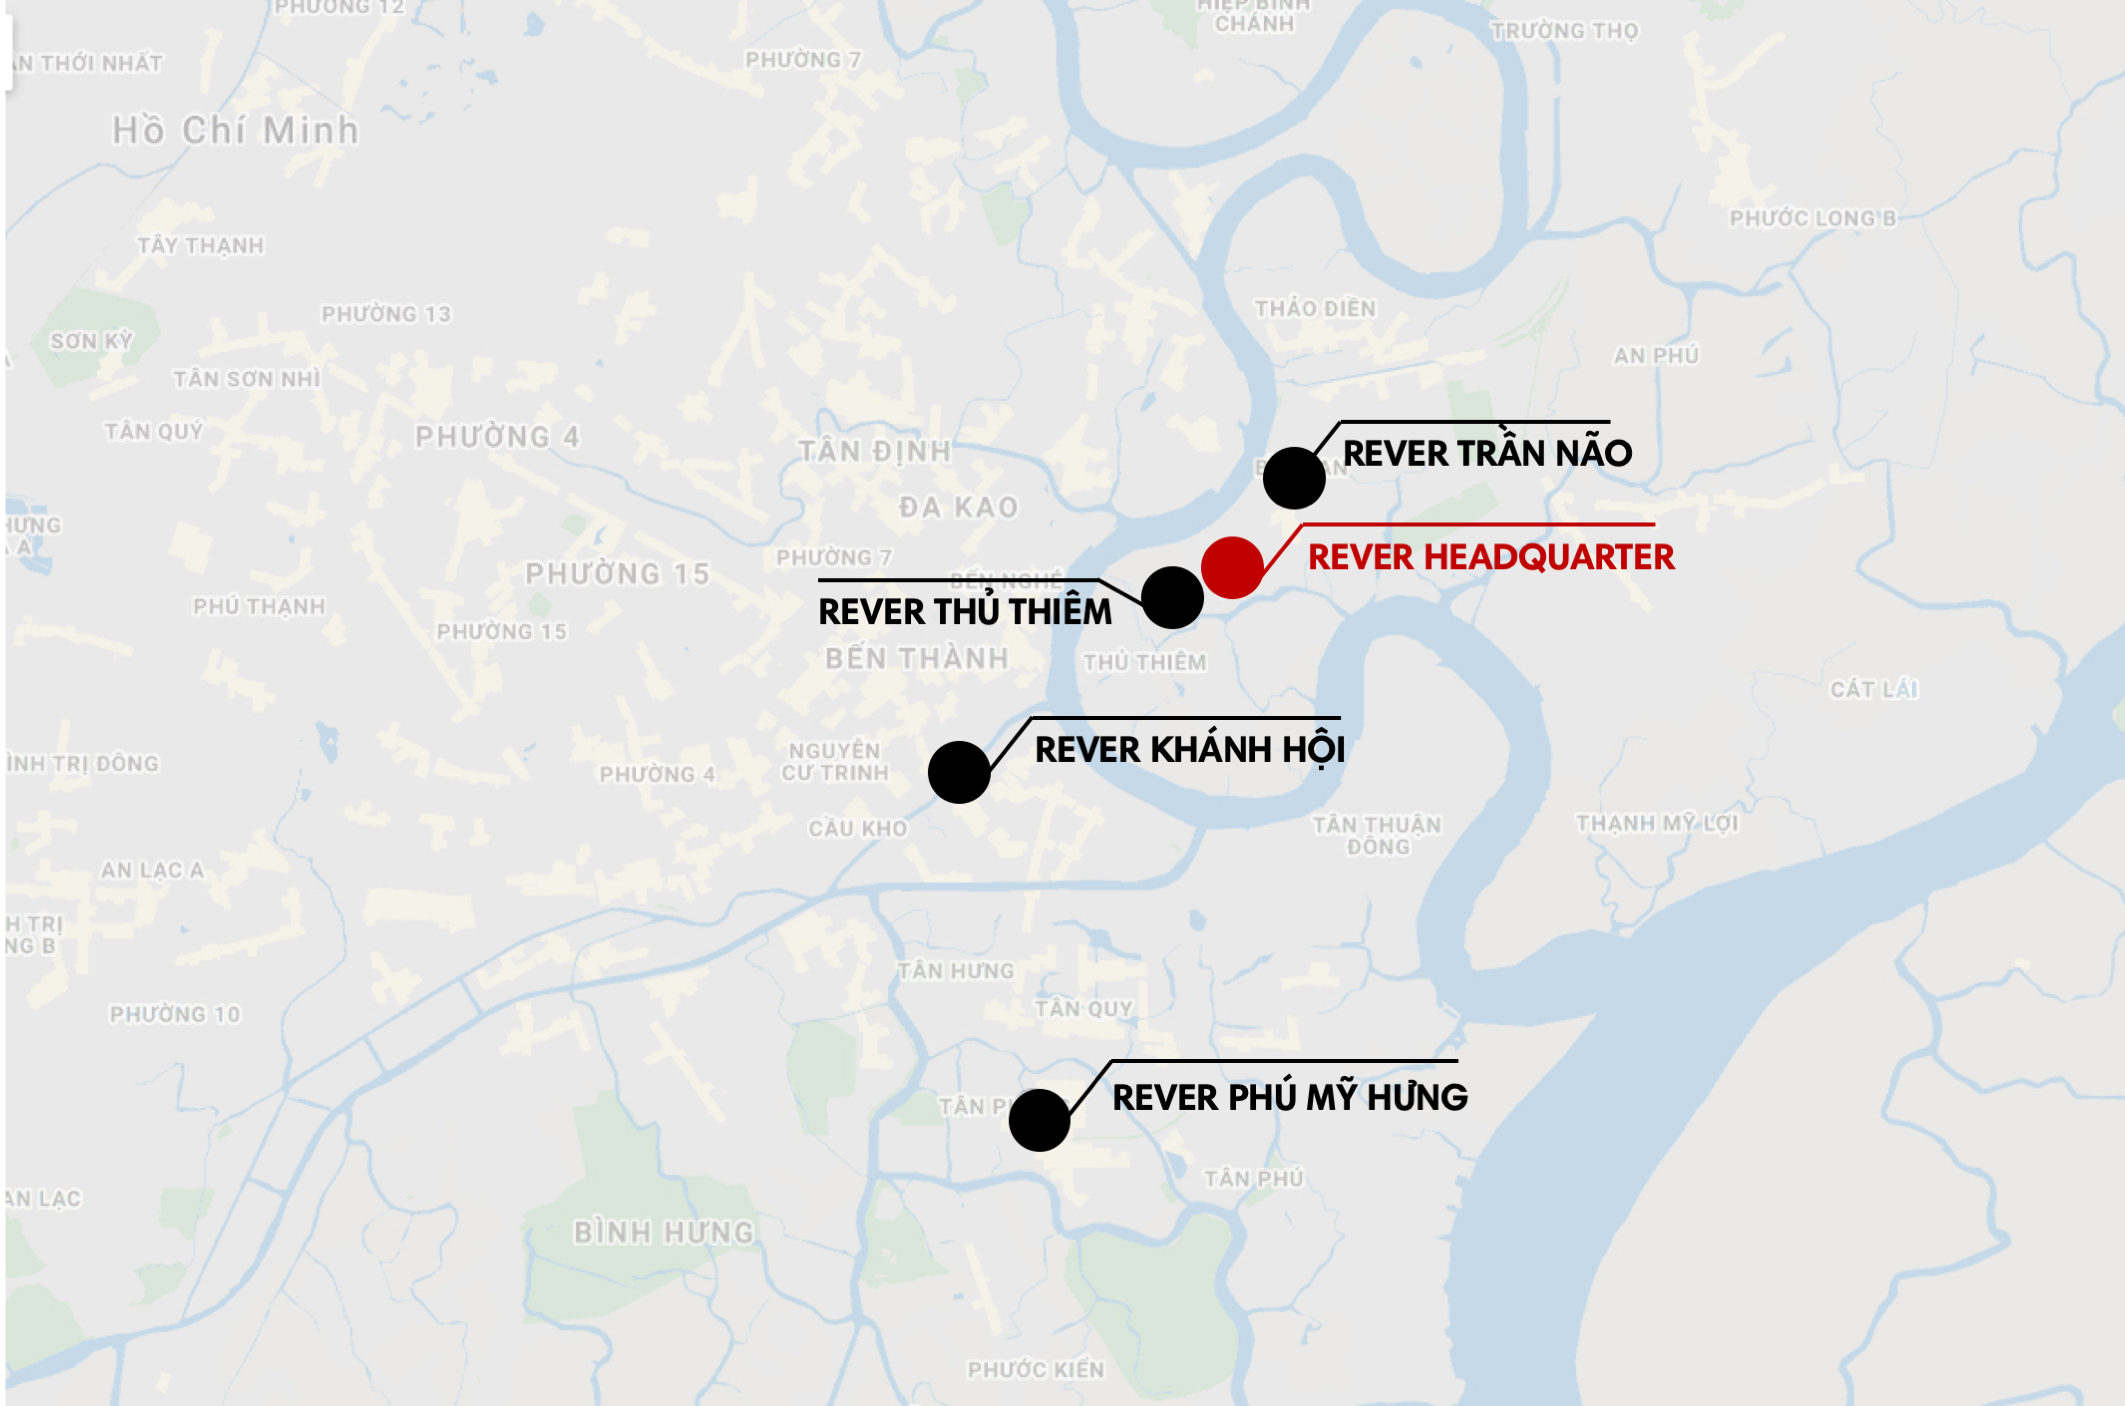 PHƯỜNG 12
HIỆP BÌNH
CHÁNH
TRƯỜNG THỌ
PHƯỜNG 7
ÂN THỚI NHẤT
Hồ Chí Minh
PHƯỚC LONG B
TÂY THẠNH
THẢO ĐIỀN
PHƯỜNG 13
SƠN KỲ
AN PHÚ
TÂN SƠN NHÌ
TÂN QUÝ
PHƯỜNG 4
TÂN ĐỊNH
REVER TRẦN NÃO
ĐA KAO
HƯNG
A
PHƯỜNG 7
REVER HEADQUARTER
PHƯỜNG 15
BẾN NGHÉ
PHÚ THẠNH
REVER THỦ THIÊM
PHƯỜNG 15
BẾN THÀNH
THỦ THIÊM
CÁT LÁI
REVER KHÁNH HỘI
NGUYỄN
CƯ TRINH
ÌNH TRỊ ĐÔNG
PHƯỜNG 4
CẦU KHO
TÂN THUẬN
ĐÔNG
THẠNH MỸ LỢI
AN LẠC A
H TRỊ
NG B
TÂN HƯNG
TÂN QUY
PHƯỜNG 10
REVER PHÚ MỸ HƯNG
TÂN P
TÂN PHÚ
AN LẠC
BÌNH HƯNG
PHƯỚC KIỂN